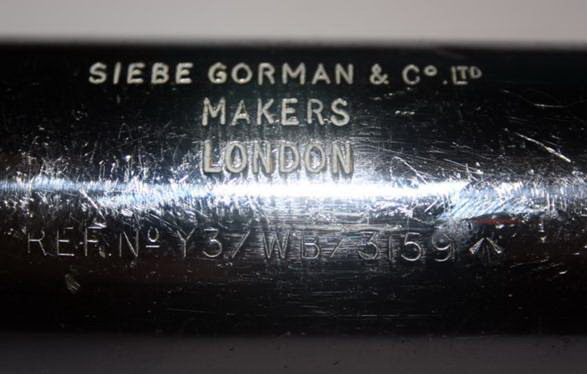 SIEBE GORMAN & Cº. LTD
MAKERS
LONDON
REF. Nº Y3/WB/3159